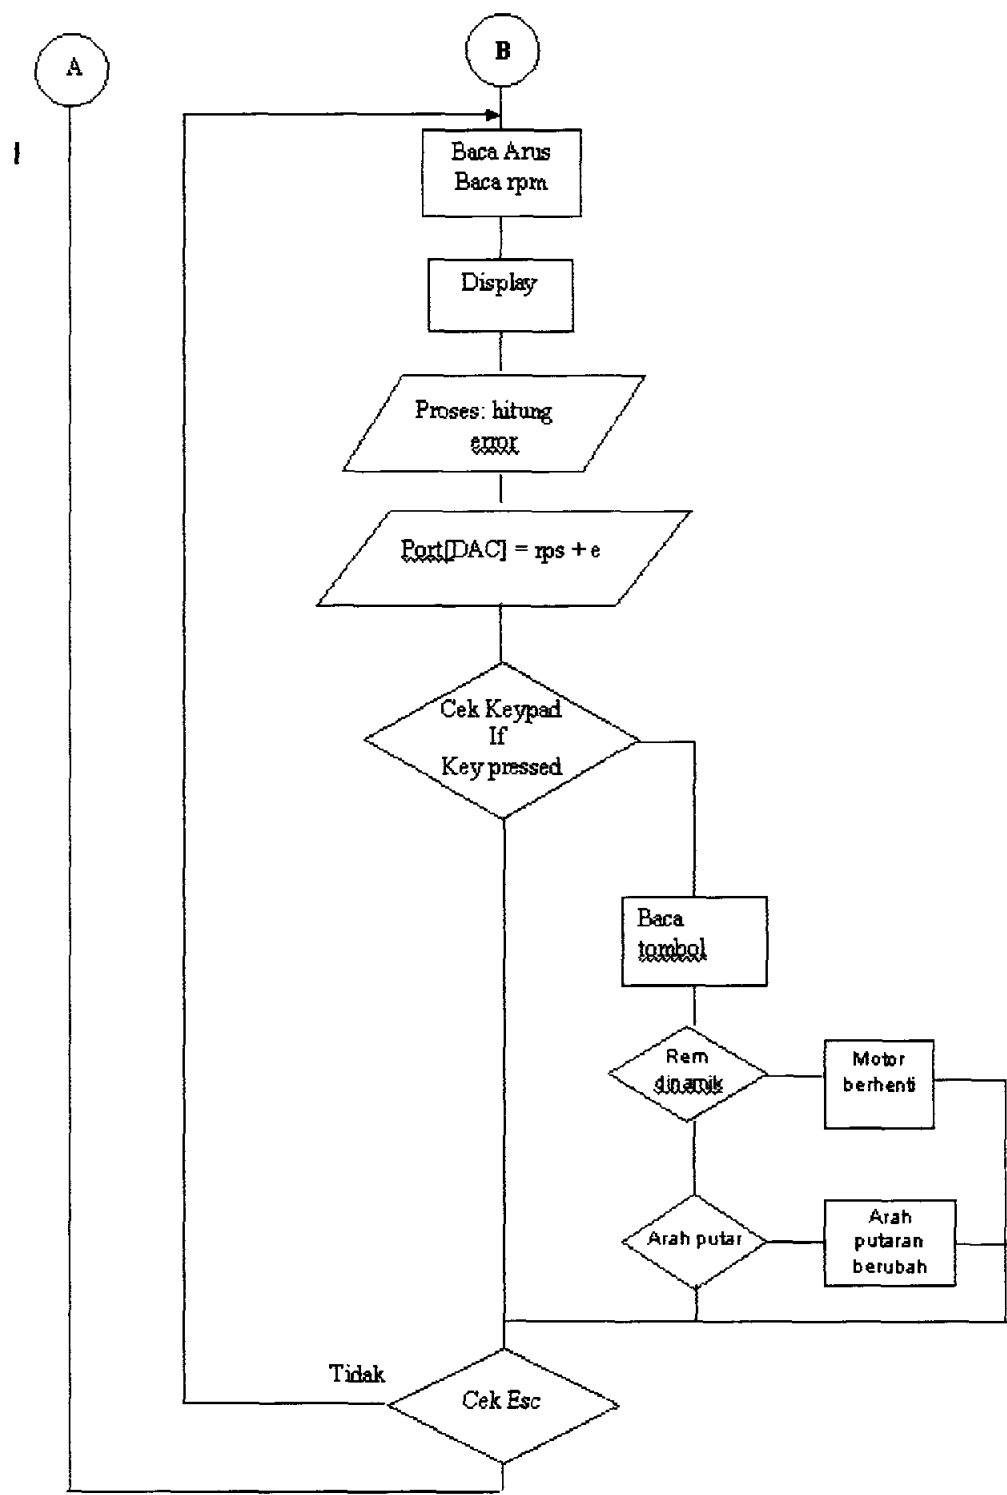 A
B
Baca Arus
Baca rpm
Display
Proses: hitung
error
Port[DAC] = rps + e
Cek Keypad
If
Key pressed
Baca
tombol
Rem
dinamik
Motor
berhenti
Arah putar
Arah
putaran
berubah
Tidak
Cek Esc